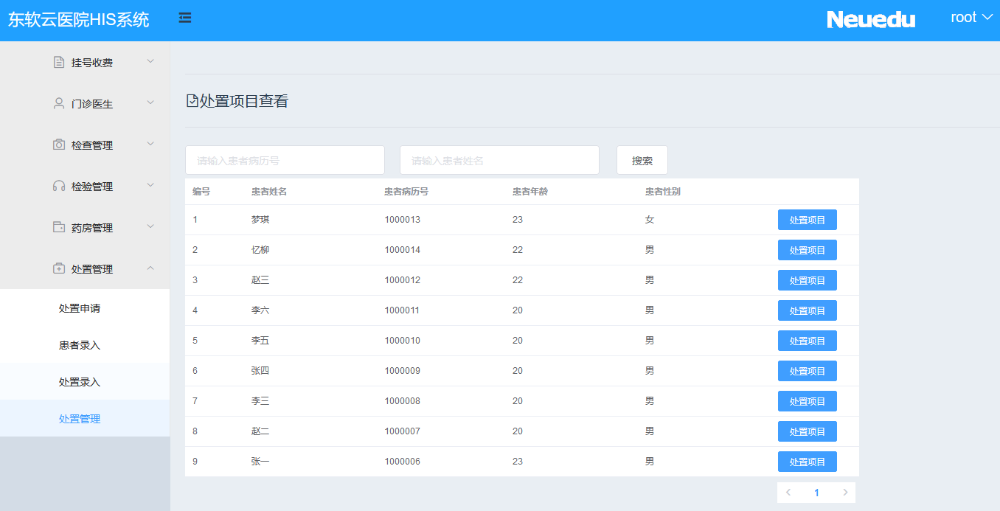 东软云医院HIS系统
Neuedu
root
挂号收费
门诊医生
检查管理
检验管理
药房管理
处置管理
处置申请
患者录入
处置录入
处置管理
处置项目查看
请输入患者病历号 请输入患者姓名 搜索
编号 患者姓名 患者病历号 患者年龄 患者性别
1 梦琪 1000013 23 女 处置项目
2 忆柳 1000014 22 男 处置项目
3 赵三 1000012 22 男 处置项目
4 李六 1000011 20 男 处置项目
5 李五 1000010 20 男 处置项目
6 张四 1000009 20 男 处置项目
7 李三 1000008 20 男 处置项目
8 赵二 1000007 20 男 处置项目
9 张一 1000006 23 男 处置项目
1